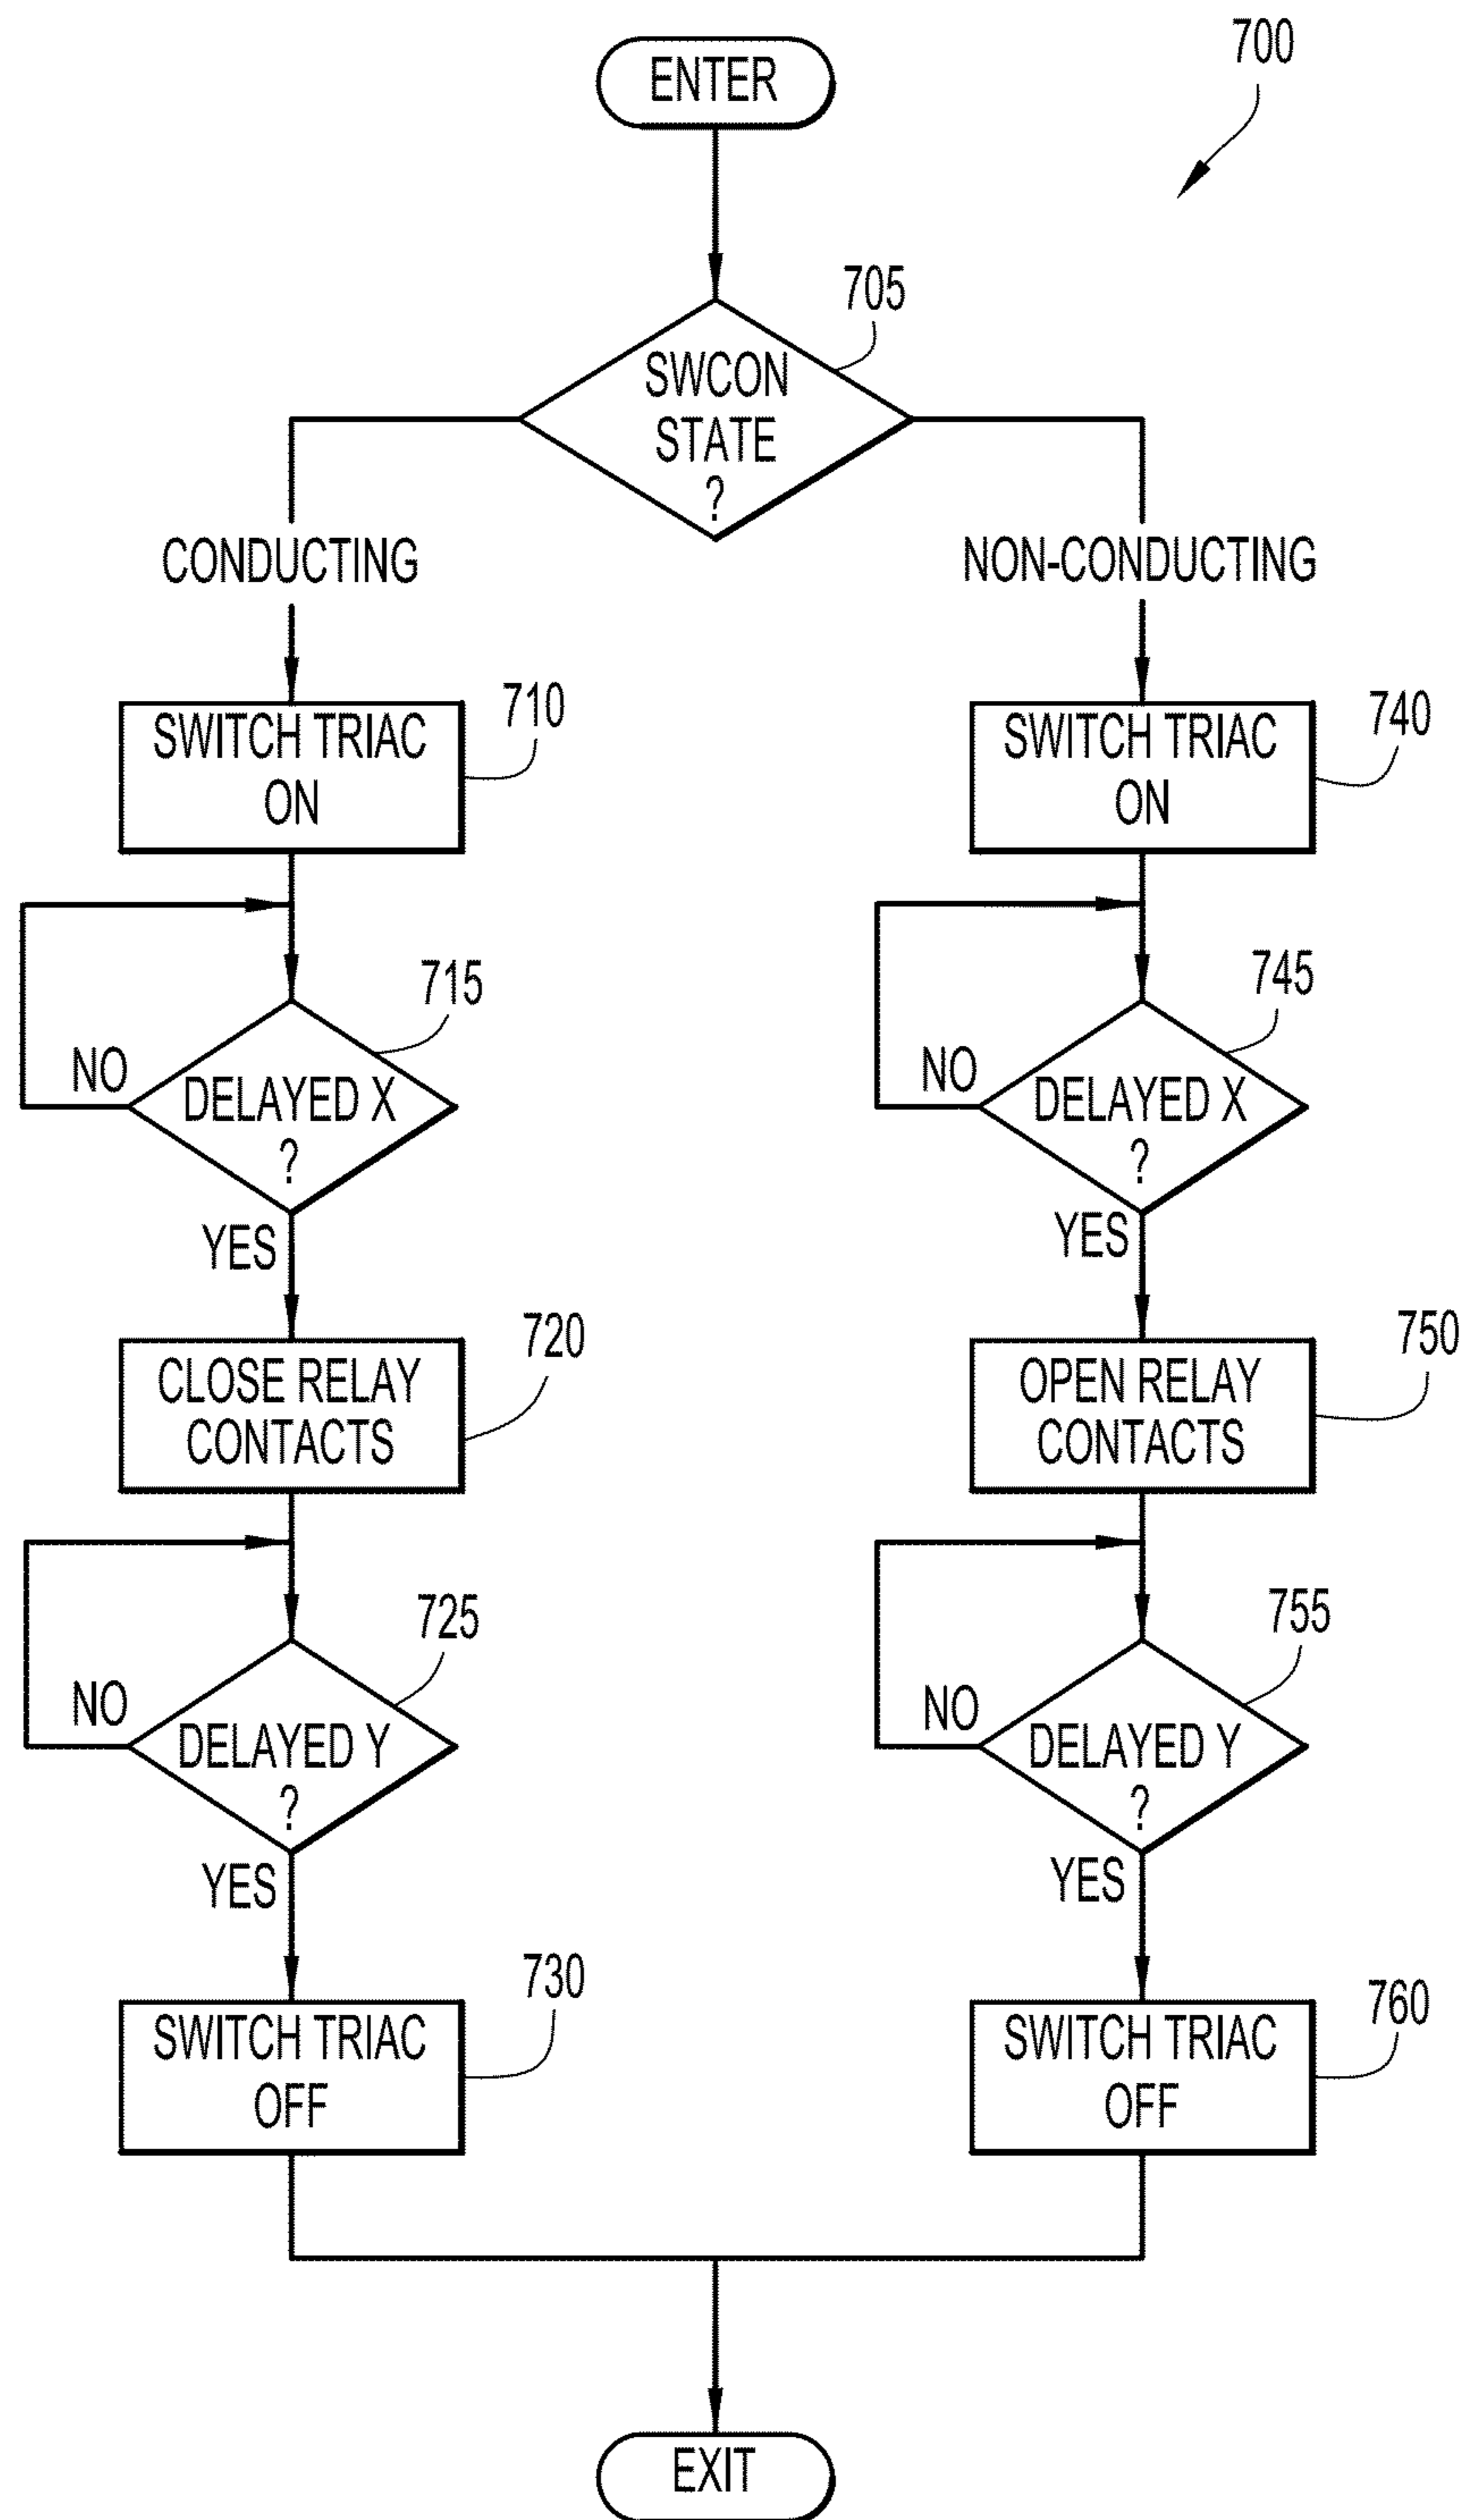 700
ENTER
705
SWCON
STATE
?
CONDUCTING
NON-CONDUCTING
710
SWITCH TRIAC
ON
740
SWITCH TRIAC
ON
715
NO
DELAYED X
?
YES
745
NO
DELAYED X
?
YES
720
CLOSE RELAY
CONTACTS
750
OPEN RELAY
CONTACTS
725
NO
DELAYED Y
?
YES
755
NO
DELAYED Y
?
YES
730
SWITCH TRIAC
OFF
760
SWITCH TRIAC
OFF
EXIT